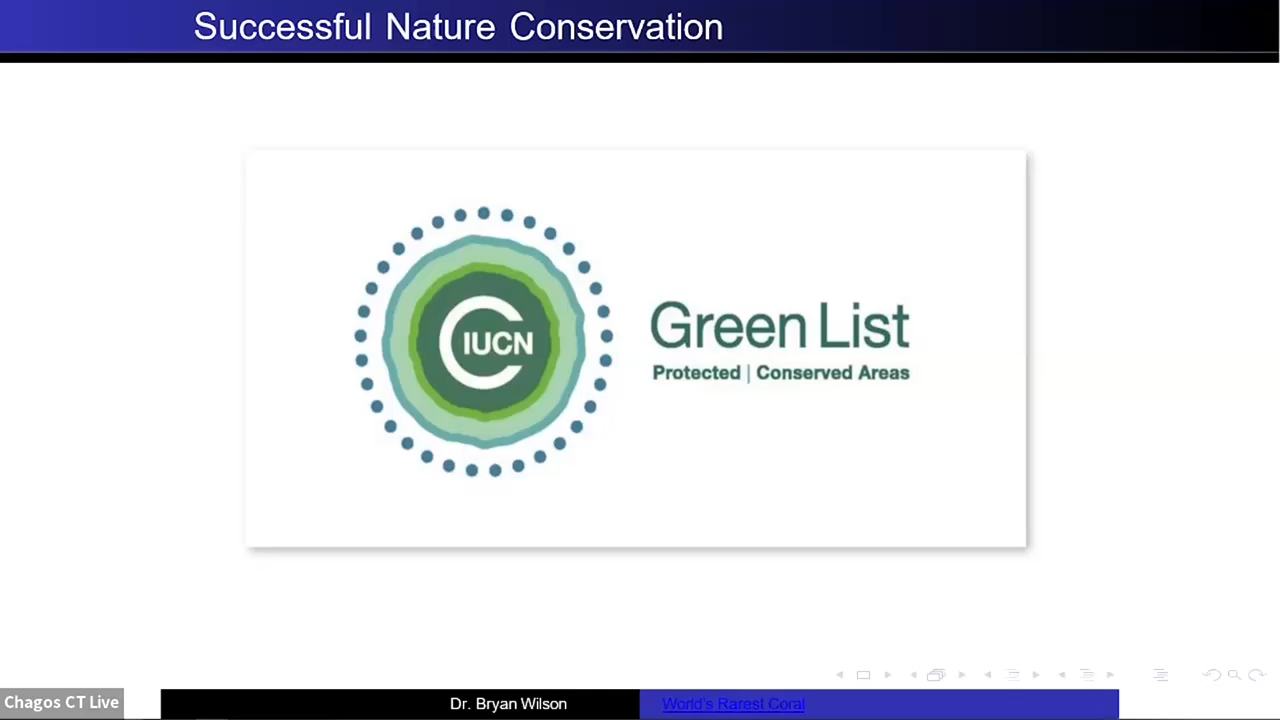 Successful Nature Conservation
IUCN
Green List
Protected | Conserved Areas
Chagos CT Live
Dr. Bryan Wilson
World's Rarest Coral